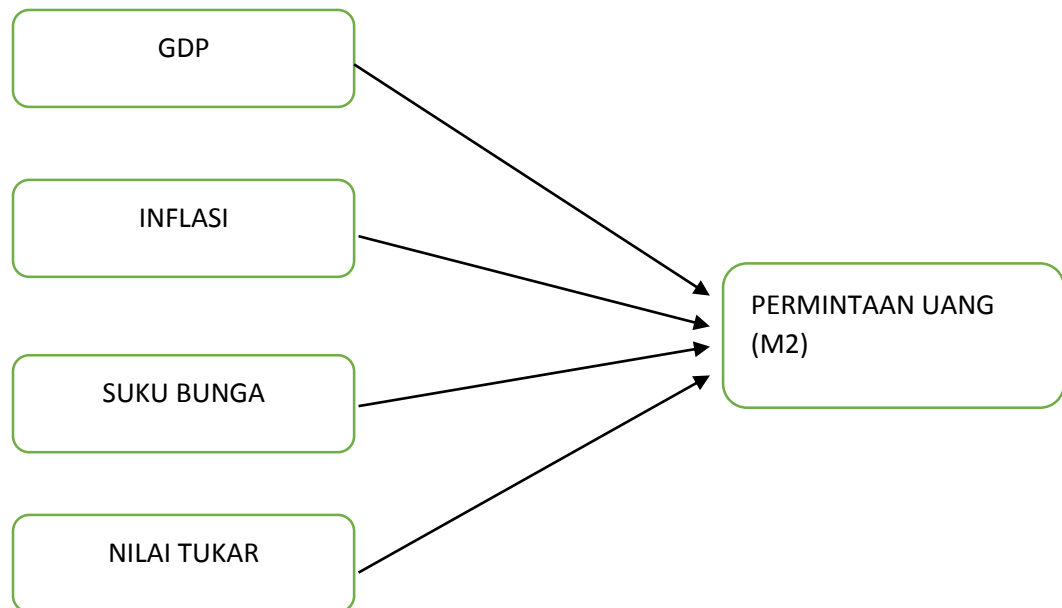 GDP
INFLASI
SUKU BUNGA
NILAI TUKAR
PERMINTAAN UANG
(M2)